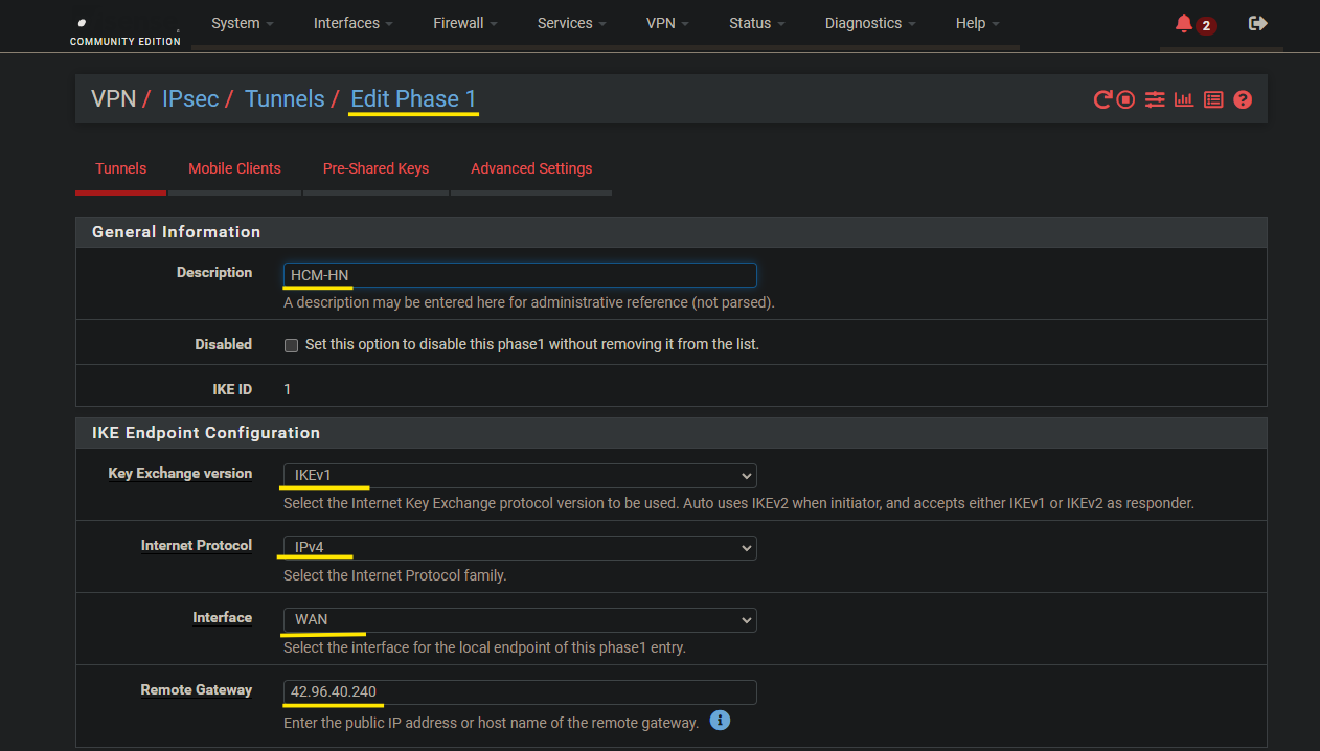 System Interfaces Firewall Services VPN Status Diagnostics Help 2
COMMUNITY EDITION
VPN / IPsec / Tunnels / Edit Phase 1
Tunnels Mobile Clients Pre-Shared Keys Advanced Settings
General Information
Description HCM-HN
A description may be entered here for administrative reference (not parsed).
Disabled Set this option to disable this phase1 without removing it from the list.
IKE ID 1
IKE Endpoint Configuration
Key Exchange version IKEv1
Select the Internet Key Exchange protocol version to be used. Auto uses IKEv2 when initiator, and accepts either IKEv1 or IKEv2 as responder.
Internet Protocol IPv4
Select the Internet Protocol family.
Interface WAN
Select the interface for the local endpoint of this phase1 entry.
Remote Gateway 42.96.40.240
Enter the public IP address or host name of the remote gateway.